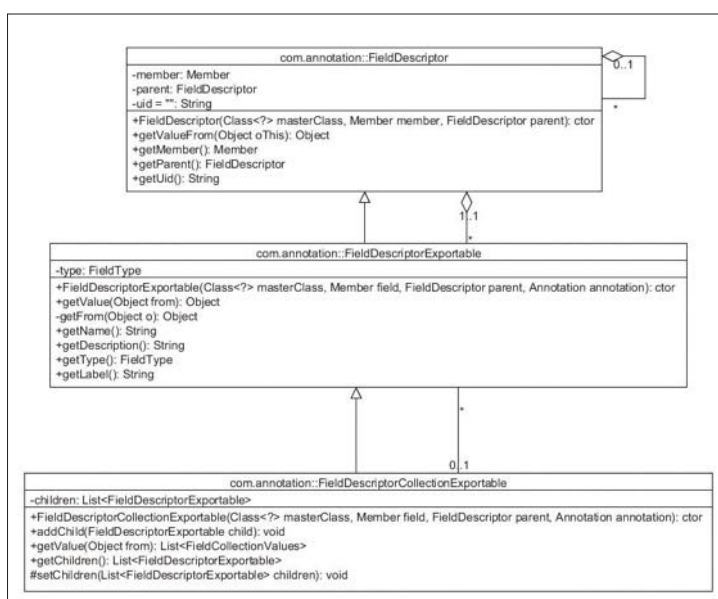 com.annotation::FieldDescriptor
-member: Member
-parent: FieldDescriptor
-uid = "": String
+FieldDescriptor(Class<?> masterClass, Member member, FieldDescriptor parent): ctor
+getValueFrom(Object oThis): Object
+getMember(): Member
+getParent(): FieldDescriptor
+getUid(): String
0..1
*
1..1
*
com.annotation::FieldDescriptorExportable
-type: FieldType
+FieldDescriptorExportable(Class<?> masterClass, Member field, FieldDescriptor parent, Annotation annotation): ctor
+getValue(Object from): Object
-getFrom(Object o): Object
+getName(): String
+getDescription(): String
+getType(): FieldType
+getLabel(): String
*
0..1
com.annotation::FieldDescriptorCollectionExportable
-children: List<FieldDescriptorExportable>
+FieldDescriptorCollectionExportable(Class<?> masterClass, Member field, FieldDescriptor parent, Annotation annotation): ctor
+addChild(FieldDescriptorExportable child): void
+getValue(Object from): List<FieldCollectionValues>
+getChildren(): List<FieldDescriptorExportable>
#setChildren(List<FieldDescriptorExportable> children): void